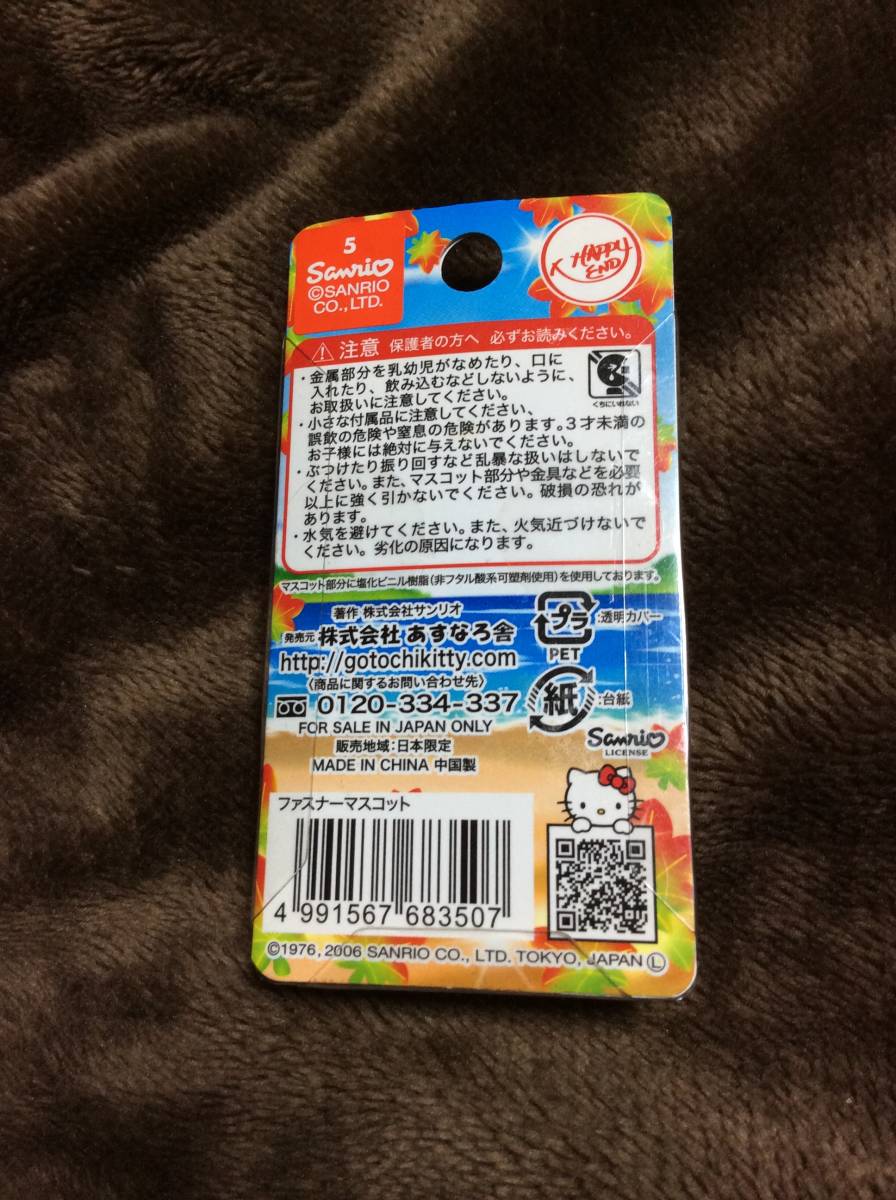 5
Sanrio
©SANRIO
CO., LTD.
K HAPPY
END
注意 保護者の方へ 必ずお読みください。
・金属部分を乳幼児がなめたり、口に
入れたり、飲み込むなどしないように、
お取扱いに注意してください。
・小さな付属品に注意してください、
誤飲の危険や窒息の危険があります。3才未満の
お子様には絶対に与えないでください。
・ぶつけたり振り回すなど乱暴な扱いはしないで
ください。また、マスコット部分や金具などを必要
以上に強く引かないでください。破損の恐れが
あります。
・水気を避けてください。また、火気近づけないで
ください。劣化の原因になります。
くちにいれない
マスコット部分に塩化ビニル樹脂(非フタル酸系可塑剤使用)を使用しております。
著作 株式会社サンリオ
発売元 株式会社 あすなろ舎
http://gotochikitty.com
〈商品に関するお問い合わせ先〉
0120-334-337
FOR SALE IN JAPAN ONLY
販売地域:日本限定
MADE IN CHINA 中国製
プラ
:透明カバー
PET
紙
:台紙
Sanrio
LICENSE
ファスナーマスコット
4 991567 683507
©1976, 2006 SANRIO CO., LTD. TOKYO, JAPAN Ⓛ